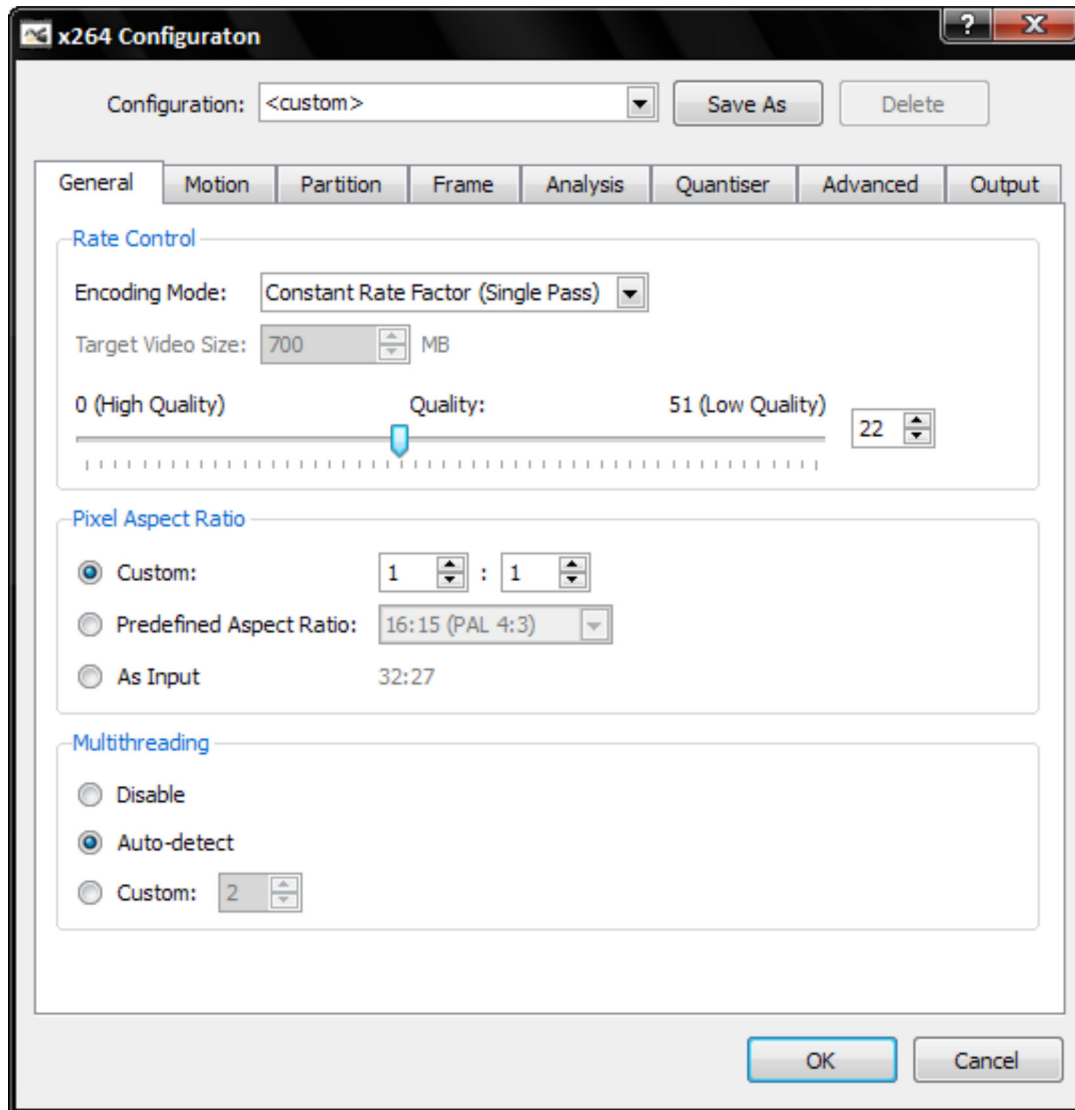 x264 Configuraton
?
X
Configuration: <custom> Save As Delete
General Motion Partition Frame Analysis Quantiser Advanced Output
Rate Control
Encoding Mode: Constant Rate Factor (Single Pass)
Target Video Size: 700 MB
0 (High Quality) Quality: 51 (Low Quality)
22
Pixel Aspect Ratio
Custom: 1 : 1
Predefined Aspect Ratio: 16:15 (PAL 4:3)
As Input 32:27
Multithreading
Disable
Auto-detect
Custom: 2
OK Cancel